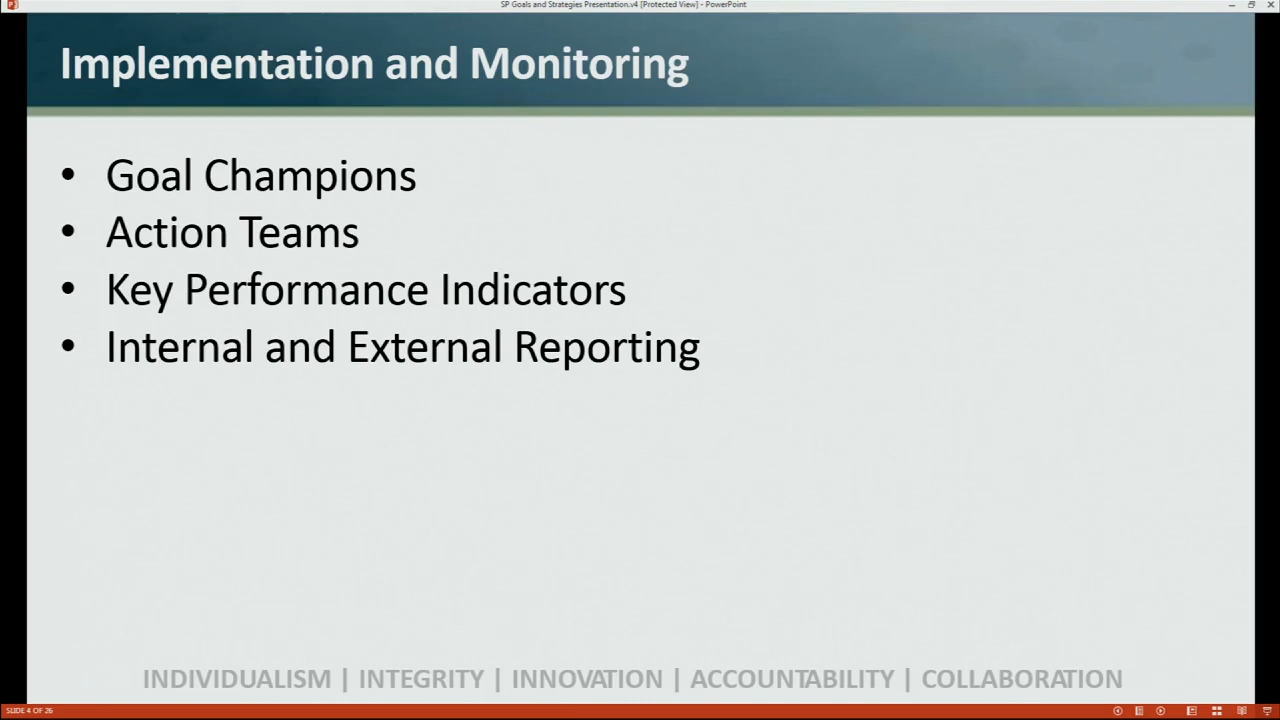 SP Goals and Strategies Presentation.v4 [Protected View] - PowerPoint
Implementation and Monitoring
• Goal Champions
• Action Teams
• Key Performance Indicators
• Internal and External Reporting
INDIVIDUALISM | INTEGRITY | INNOVATION | ACCOUNTABILITY | COLLABORATION
SLIDE 4 OF 26